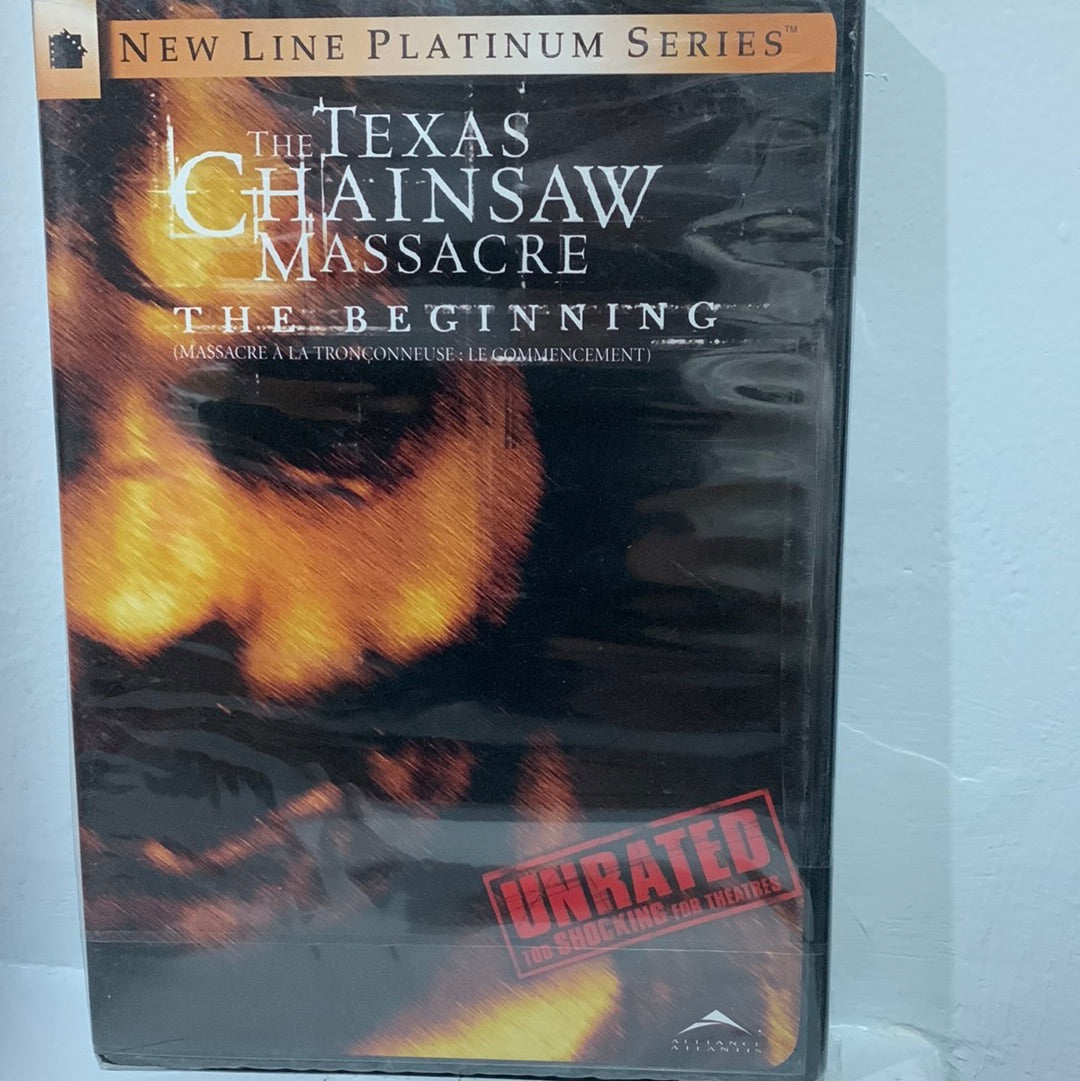 NEW LINE PLATINUM SERIES™
THE TEXAS
CHAINSAW
MASSACRE
THE BEGINNING
(MASSACRE À LA TRONÇONNEUSE : LE COMMENCEMENT)
UNRATED
TOO SHOCKING FOR THEATRES
ALLIANCE
ATLANTIS